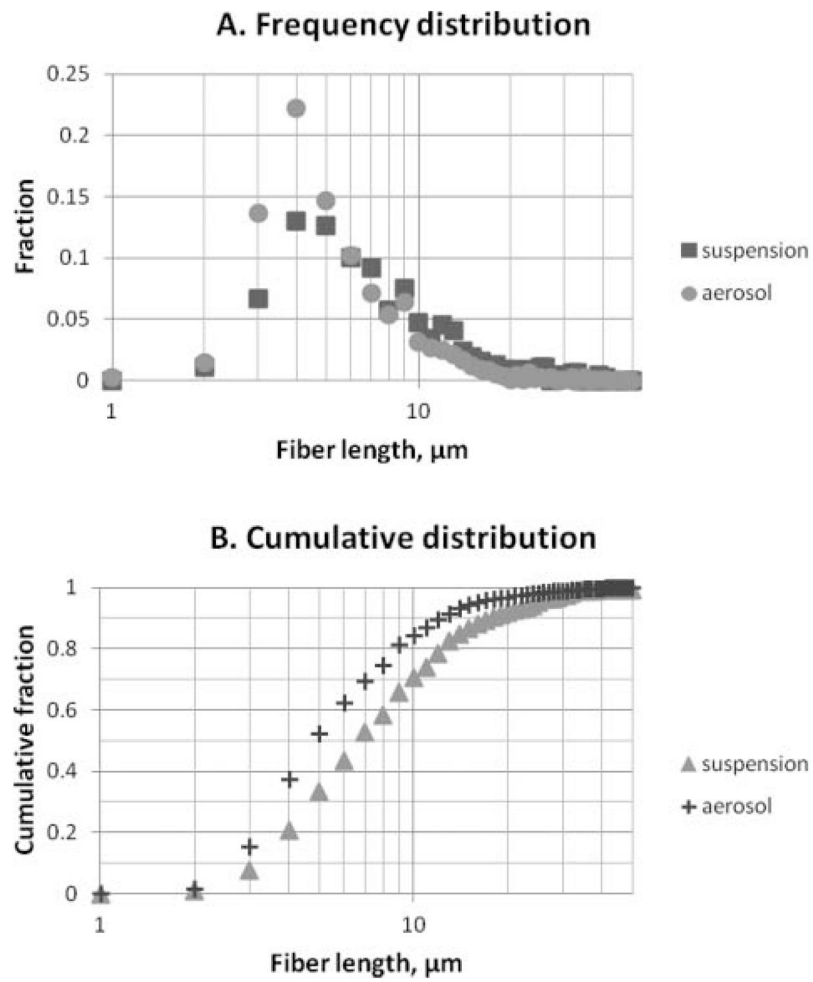 A. Frequency distribution
0.25
0.2
0.15
0.1
0.05
0
Fraction
1 10
Fiber length, µm
suspension
aerosol
B. Cumulative distribution
1
0.8
0.6
0.4
0.2
0
Cumulative fraction
1 10
Fiber length, µm
suspension
aerosol